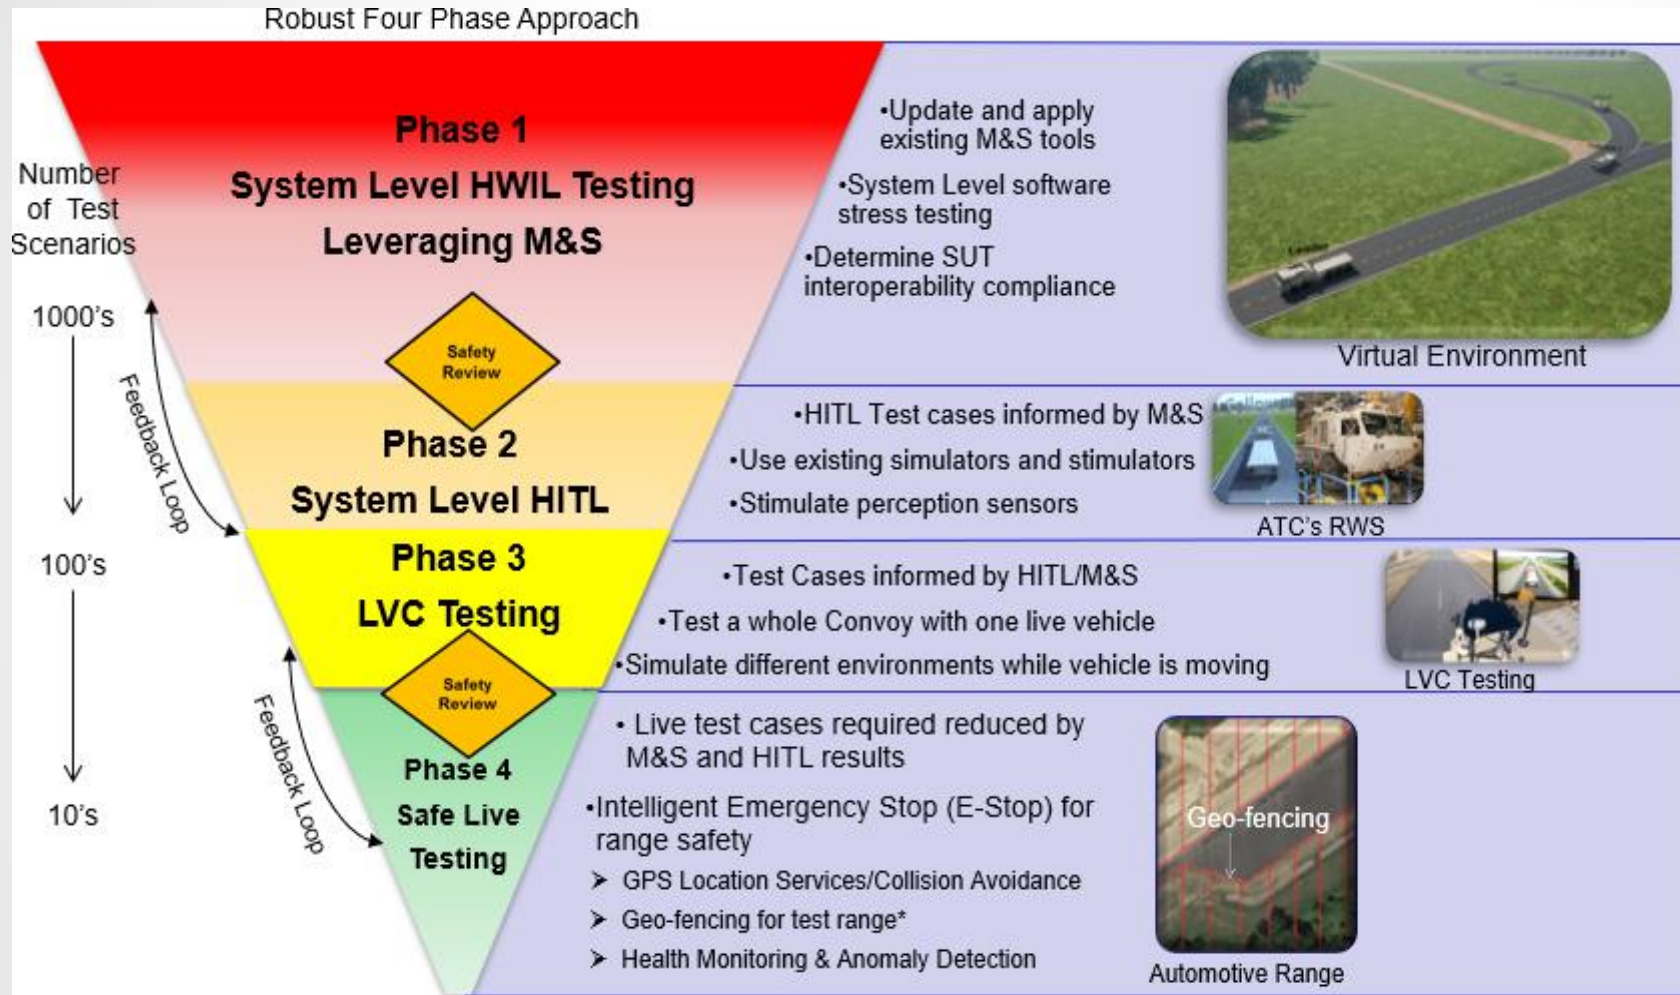 Robust Four Phase Approach
Number
of Test
Scenarios
1000's
100's
10's
Feedback Loop
Feedback Loop
Phase 1
System Level HWIL Testing
Leveraging M&S
Safety
Review
Phase 2
System Level HITL
Phase 3
LVC Testing
Safety
Review
Phase 4
Safe Live
Testing
•Update and apply
existing M&S tools
•System Level software
stress testing
•Determine SUT
interoperability compliance
Leader
Virtual Environment
•HITL Test cases informed by M&S
•Use existing simulators and stimulators
•Stimulate perception sensors
ATC's RWS
•Test Cases informed by HITL/M&S
•Test a whole Convoy with one live vehicle
•Simulate different environments while vehicle is moving
LVC Testing
• Live test cases required reduced by
M&S and HITL results
•Intelligent Emergency Stop (E-Stop) for
range safety
➢ GPS Location Services/Collision Avoidance
➢ Geo-fencing for test range*
➢ Health Monitoring & Anomaly Detection
Geo-fencing
Automotive Range